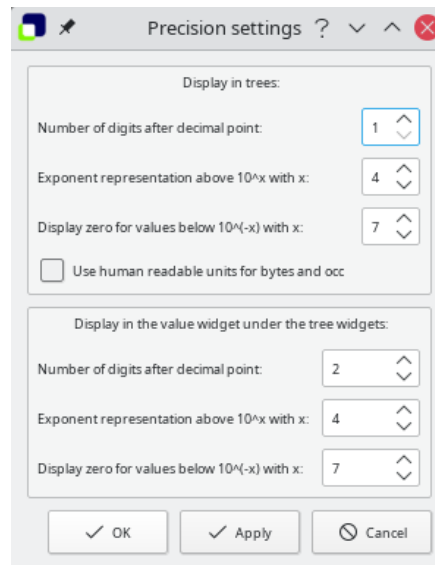 Precision settings
Display in trees:
Number of digits after decimal point: 1
Exponent representation above 10^x with x: 4
Display zero for values below 10^(-x) with x: 7
Use human readable units for bytes and occ
Display in the value widget under the tree widgets:
Number of digits after decimal point: 2
Exponent representation above 10^x with x: 4
Display zero for values below 10^(-x) with x: 7
OK Apply Cancel